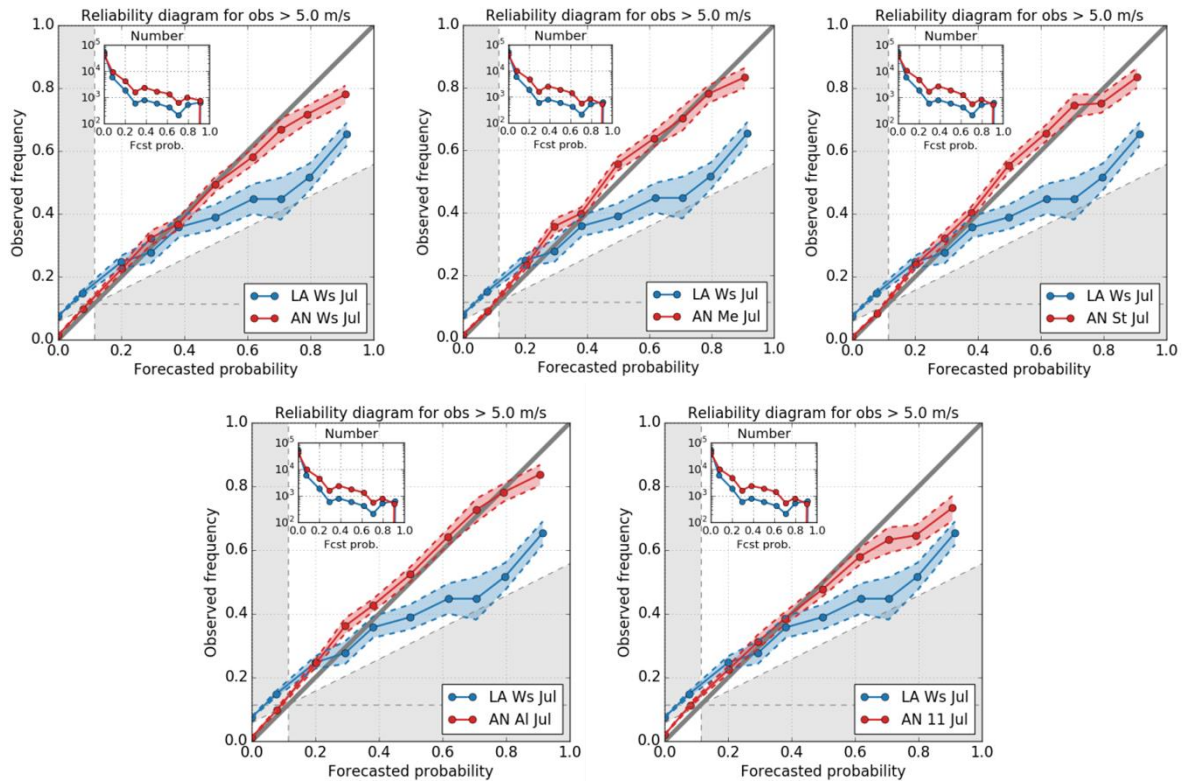 Reliability diagram for obs > 5.0 m/s
Number
10^5
10^4
10^3
10^2
0.0 0.2 0.4 0.6 0.8 1.0
Fcst prob.
1.0
0.8
0.6
0.4
0.2
0.0
Observed frequency
LA Ws Jul
AN Ws Jul
0.0 0.2 0.4 0.6 0.8 1.0
Forecasted probability
Reliability diagram for obs > 5.0 m/s
Number
10^5
10^4
10^3
10^2
0.0 0.2 0.4 0.6 0.8 1.0
Fcst prob.
1.0
0.8
0.6
0.4
0.2
0.0
Observed frequency
LA Ws Jul
AN Me Jul
0.0 0.2 0.4 0.6 0.8 1.0
Forecasted probability
Reliability diagram for obs > 5.0 m/s
Number
10^5
10^4
10^3
10^2
0.0 0.2 0.4 0.6 0.8 1.0
Fcst prob.
1.0
0.8
0.6
0.4
0.2
0.0
Observed frequency
LA Ws Jul
AN St Jul
0.0 0.2 0.4 0.6 0.8 1.0
Forecasted probability
Reliability diagram for obs > 5.0 m/s
Number
10^5
10^4
10^3
10^2
0.0 0.2 0.4 0.6 0.8 1.0
Fcst prob.
1.0
0.8
0.6
0.4
0.2
0.0
Observed frequency
LA Ws Jul
AN Al Jul
0.0 0.2 0.4 0.6 0.8 1.0
Forecasted probability
Reliability diagram for obs > 5.0 m/s
Number
10^5
10^4
10^3
10^2
0.0 0.2 0.4 0.6 0.8 1.0
Fcst prob.
1.0
0.8
0.6
0.4
0.2
0.0
Observed frequency
LA Ws Jul
AN 11 Jul
0.0 0.2 0.4 0.6 0.8 1.0
Forecasted probability